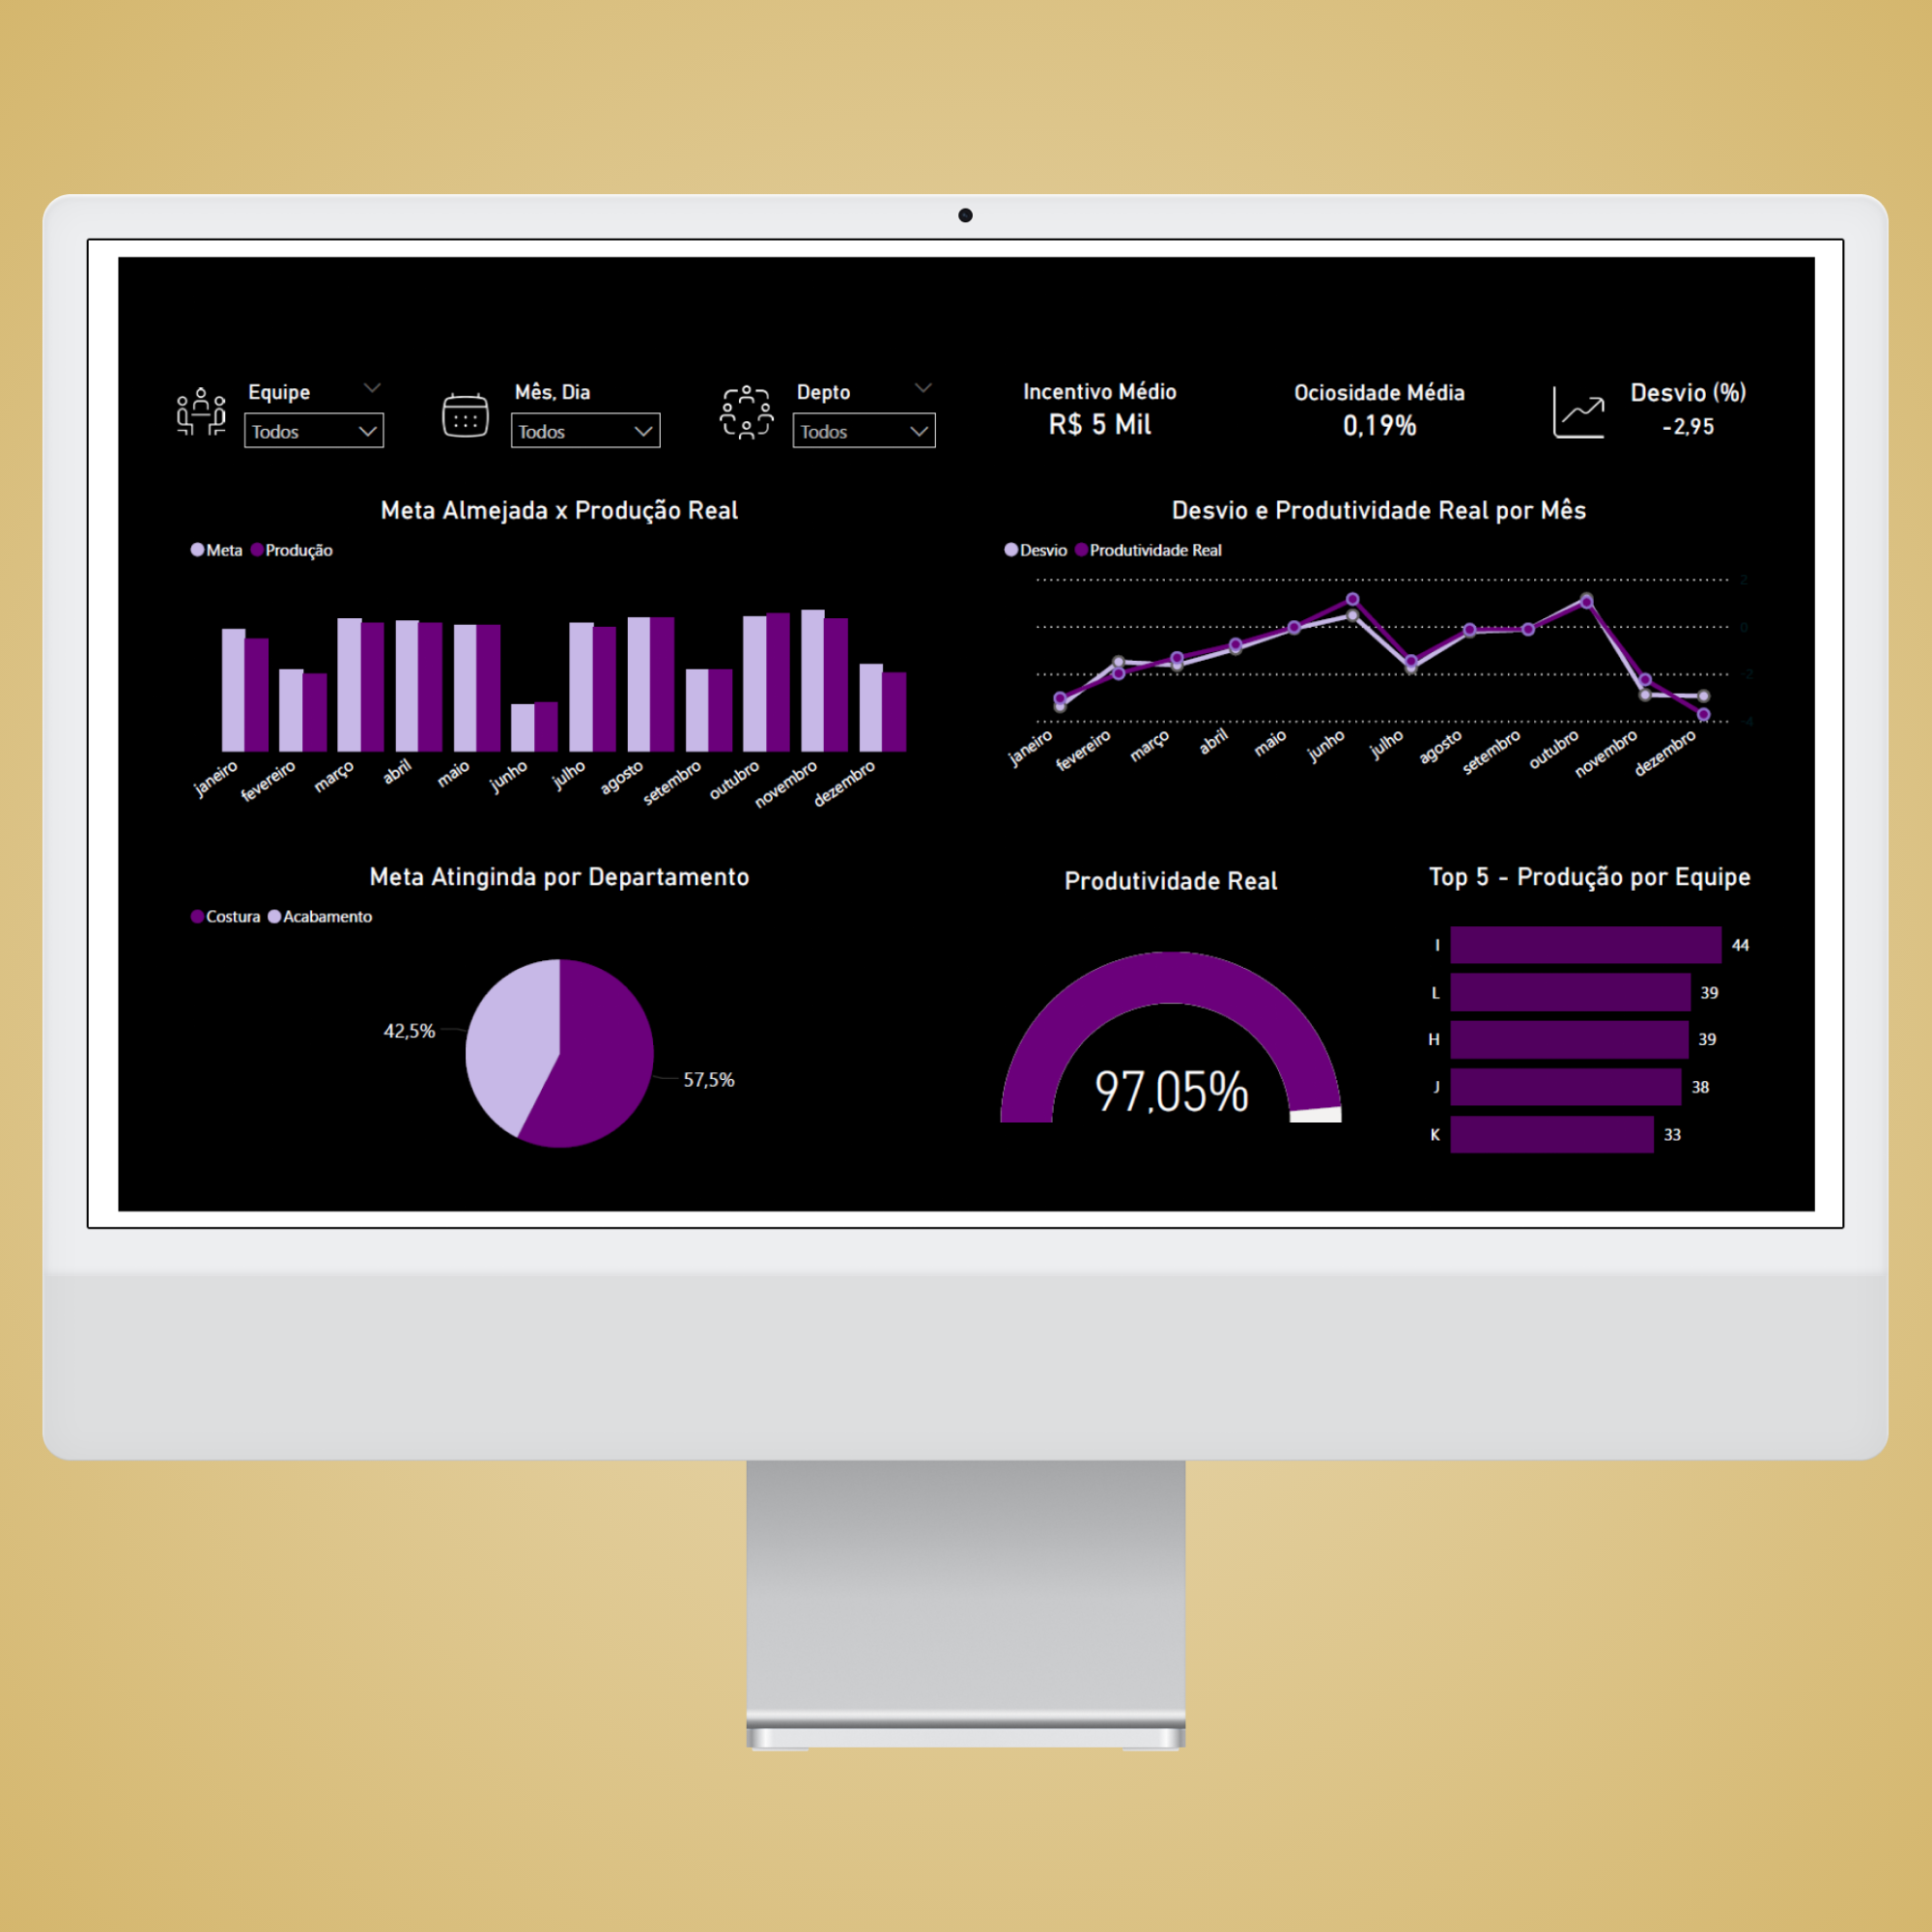 Equipe
Todos
Mês, Dia
Todos
Depto
Todos
Incentivo Médio
R$ 5 Mil
Ociosidade Média
0,19%
Desvio (%)
-2,95
Meta Almejada x Produção Real
Meta Produção
janeiro fevereiro março abril maio junho julho agosto setembro outubro novembro dezembro
Desvio e Produtividade Real por Mês
Desvio Produtividade Real
2
0
-2
-4
janeiro fevereiro março abril maio junho julho agosto setembro outubro novembro dezembro
Meta Atinginda por Departamento
Costura Acabamento
42,5%
57,5%
Produtividade Real
97,05%
Top 5 - Produção por Equipe
I 44
L 39
H 39
J 38
K 33